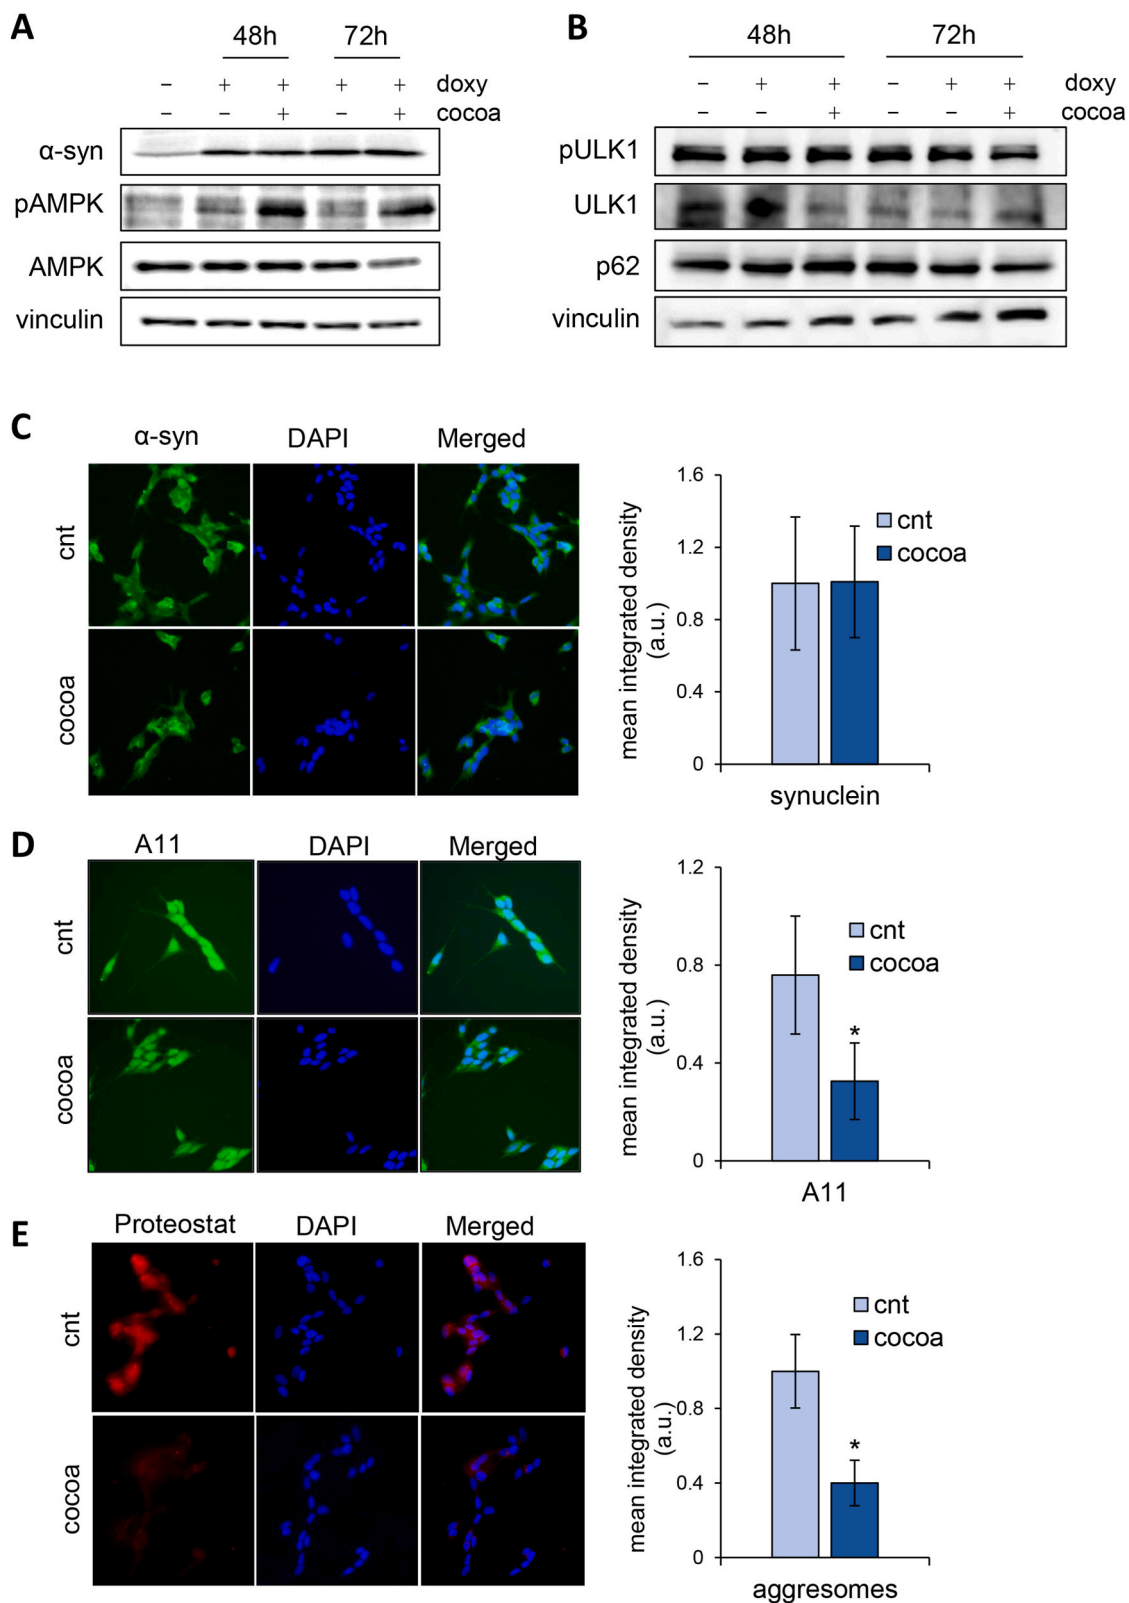 A
48h 72h
− + + + + doxy
− − + − + cocoa
α-syn
pAMPK
AMPK
vinculin
B
48h 72h
− + + − + + doxy
− − + − − + cocoa
pULK1
ULK1
p62
vinculin
C
α-syn DAPI Merged
cnt
cocoa
mean integrated density
(a.u.)
1.6
1.2
0.8
0.4
0
cnt
cocoa
synuclein
D
A11 DAPI Merged
cnt
cocoa
mean integrated density
(a.u.)
1.2
0.8
0.4
0
cnt
cocoa
*
A11
E
Proteostat DAPI Merged
cnt
cocoa
mean integrated density
(a.u.)
1.6
1.2
0.8
0.4
0
cnt
cocoa
*
aggresomes